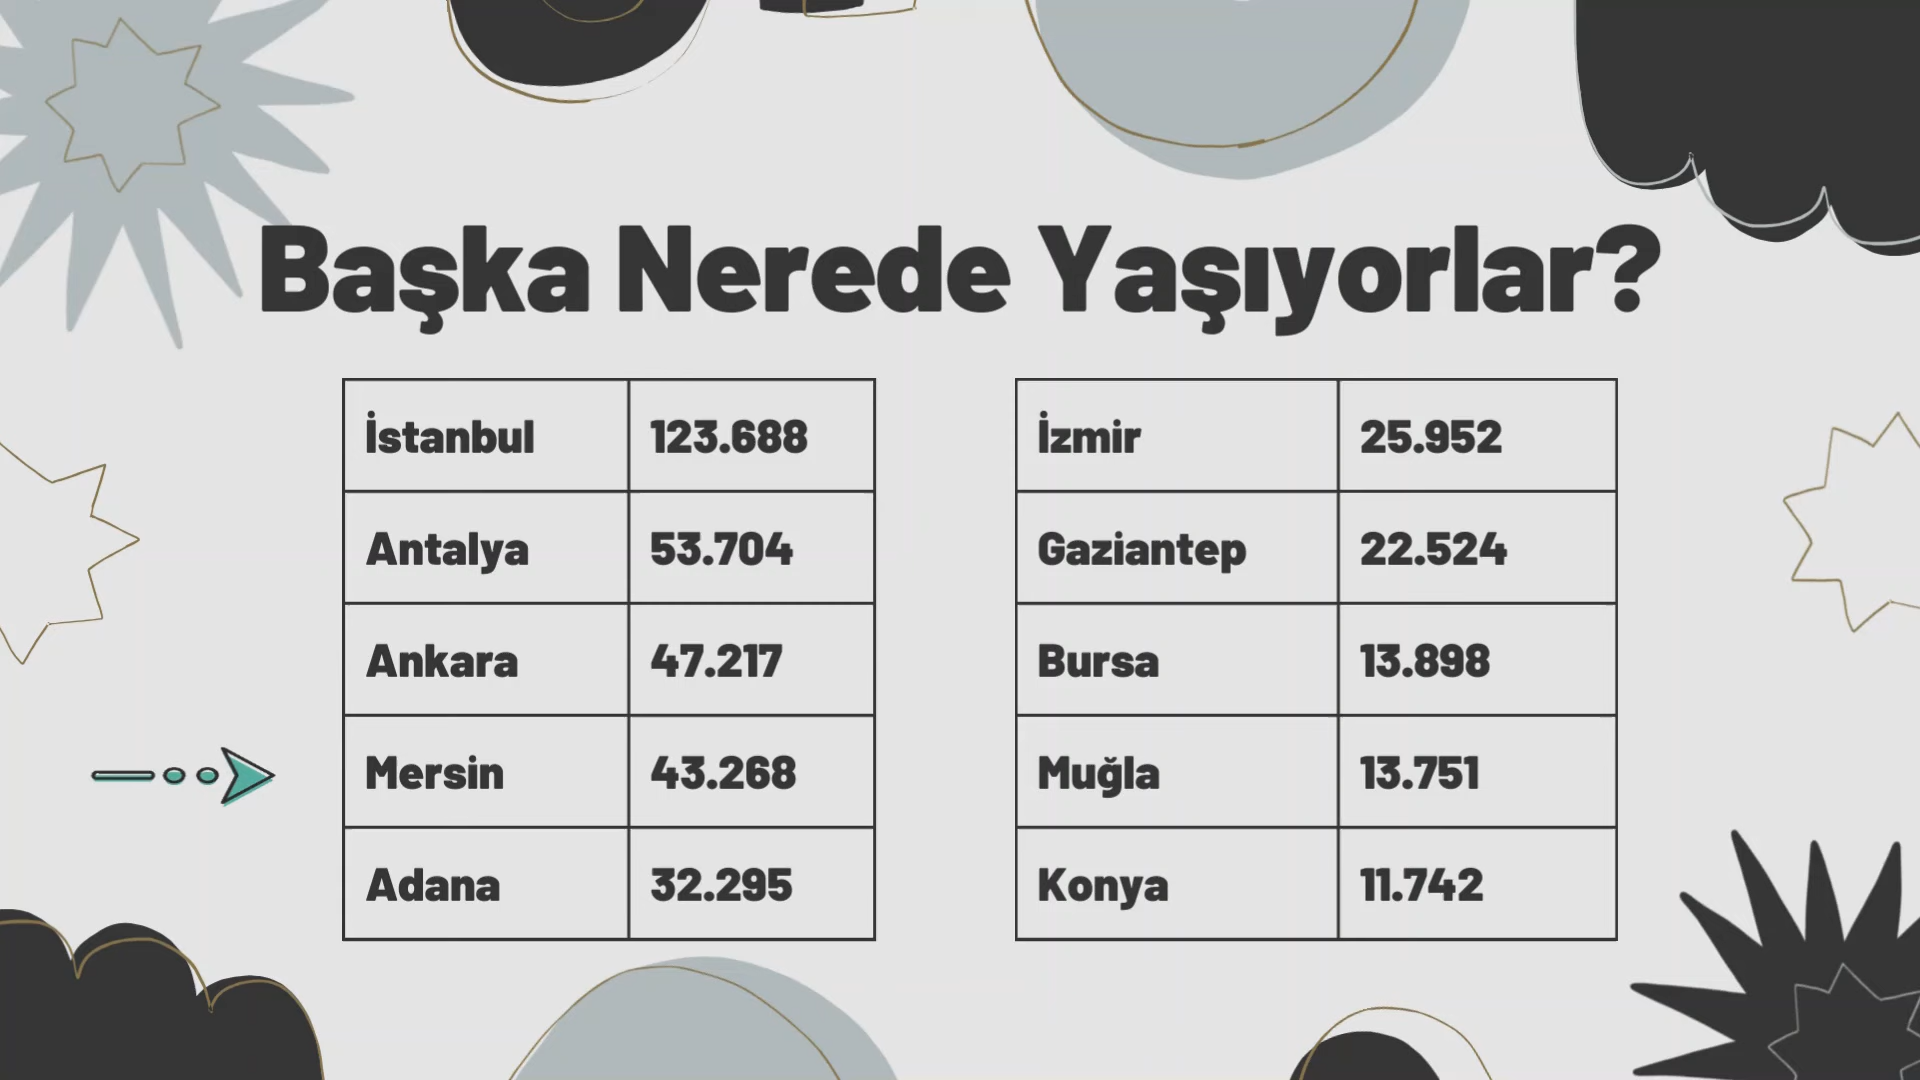 Başka Nerede Yaşıyorlar?
İstanbul 123.688
Antalya 53.704
Ankara 47.217
Mersin 43.268
Adana 32.295
İzmir 25.952
Gaziantep 22.524
Bursa 13.898
Muğla 13.751
Konya 11.742